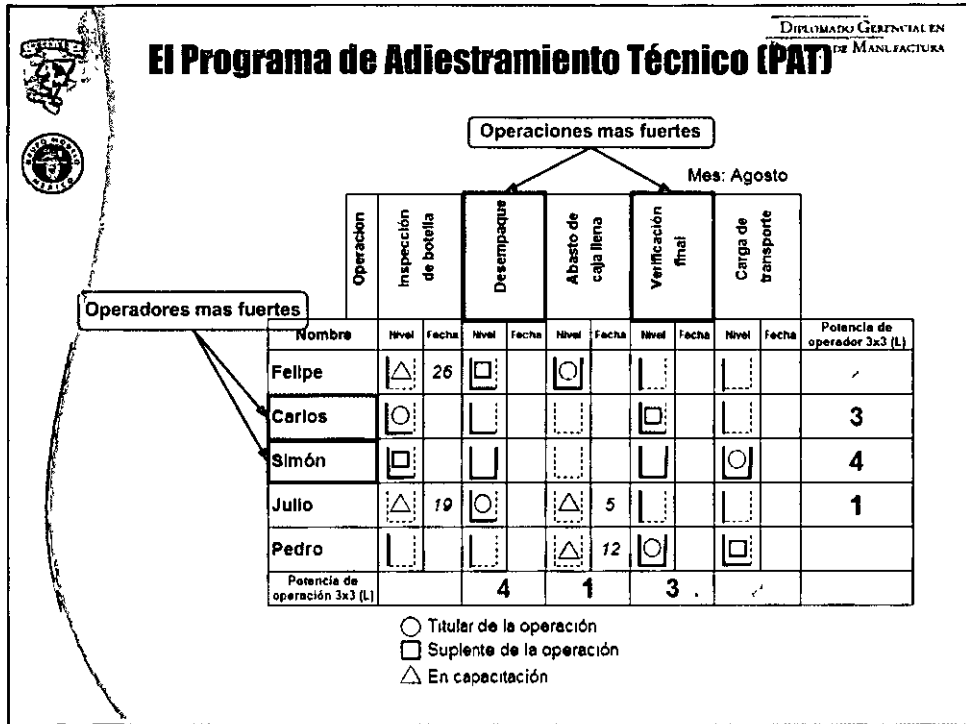 DIPLOMADO GERENCIAL EN
DE MANUFACTURA
El Programa de Adiestramiento Técnico (PAT)
GRUPO MODELO
MEXICO
Operaciones mas fuertes
Mes: Agosto
Operacion
Inspección de botella
Desempaque
Abasto de caja llena
Verificación final
Carga de transporte
Operadores mas fuertes
Nombre Nivel Fecha Nivel Fecha Nivel Fecha Nivel Fecha Nivel Fecha Potencia de operador 3x3 (L)
Felipe 26
Carlos 3
Simón 4
Julio 19 5 1
Pedro 12
Potencia de operación 3x3 (L) 4 1 3
Titular de la operación
Suplente de la operación
En capacitación